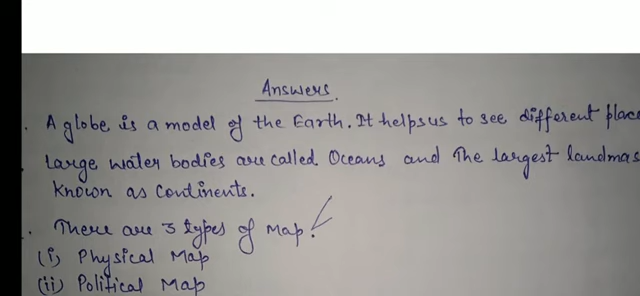 Answers.
. A globe is a model of the Earth. It helps us to see different place
. Large water bodies are called Oceans and The largest landmas
known as Continents.
. There are 3 types of Map!
(i) Physical Map
(ii) Political Map